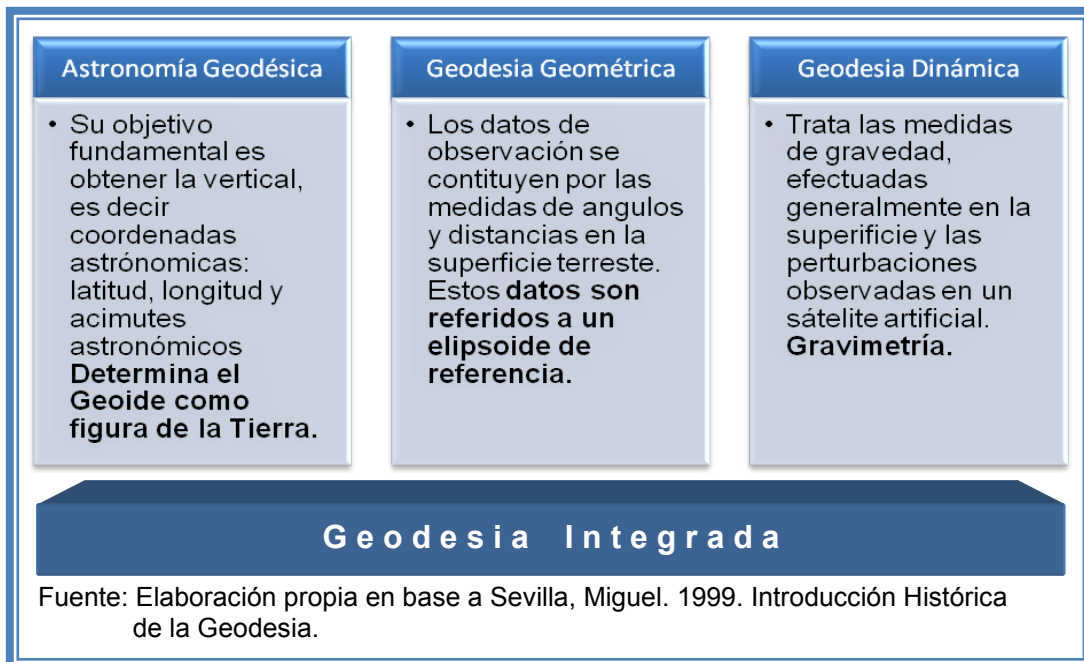 Astronomía Geodésica
• Su objetivo
fundamental es
obtener la vertical,
es decir
coordenadas
astrónomicas:
latitud, longitud y
acimutes
astronómicos
Determina el
Geoide como
figura de la Tierra.
Geodesia Geométrica
• Los datos de
observación se
contituyen por las
medidas de angulos
y distancias en la
superficie terreste.
Estos datos son
referidos a un
elipsoide de
referencia.
Geodesia Dinámica
• Trata las medidas
de gravedad,
efectuadas
generalmente en la
superificie y las
perturbaciones
observadas en un
sátelite artificial.
Gravimetría.
Geodesia Integrada
Fuente: Elaboración propia en base a Sevilla, Miguel. 1999. Introducción Histórica
de la Geodesia.